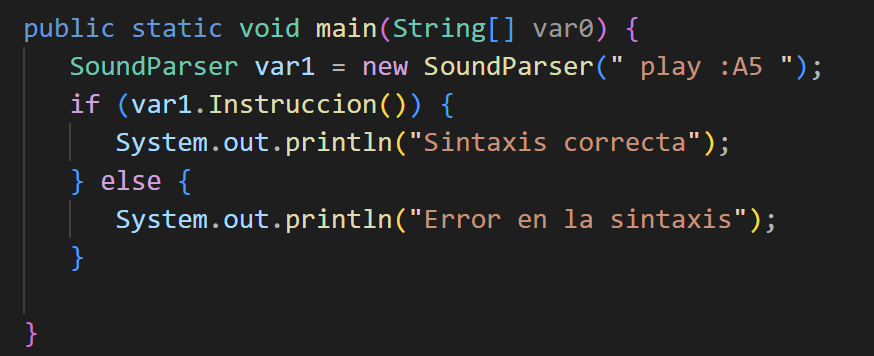 public static void main(String[] var0) {
SoundParser var1 = new SoundParser(" play :A5 ");
if (var1.Instruccion()) {
System.out.println("Sintaxis correcta");
} else {
System.out.println("Error en la sintaxis");
}
}